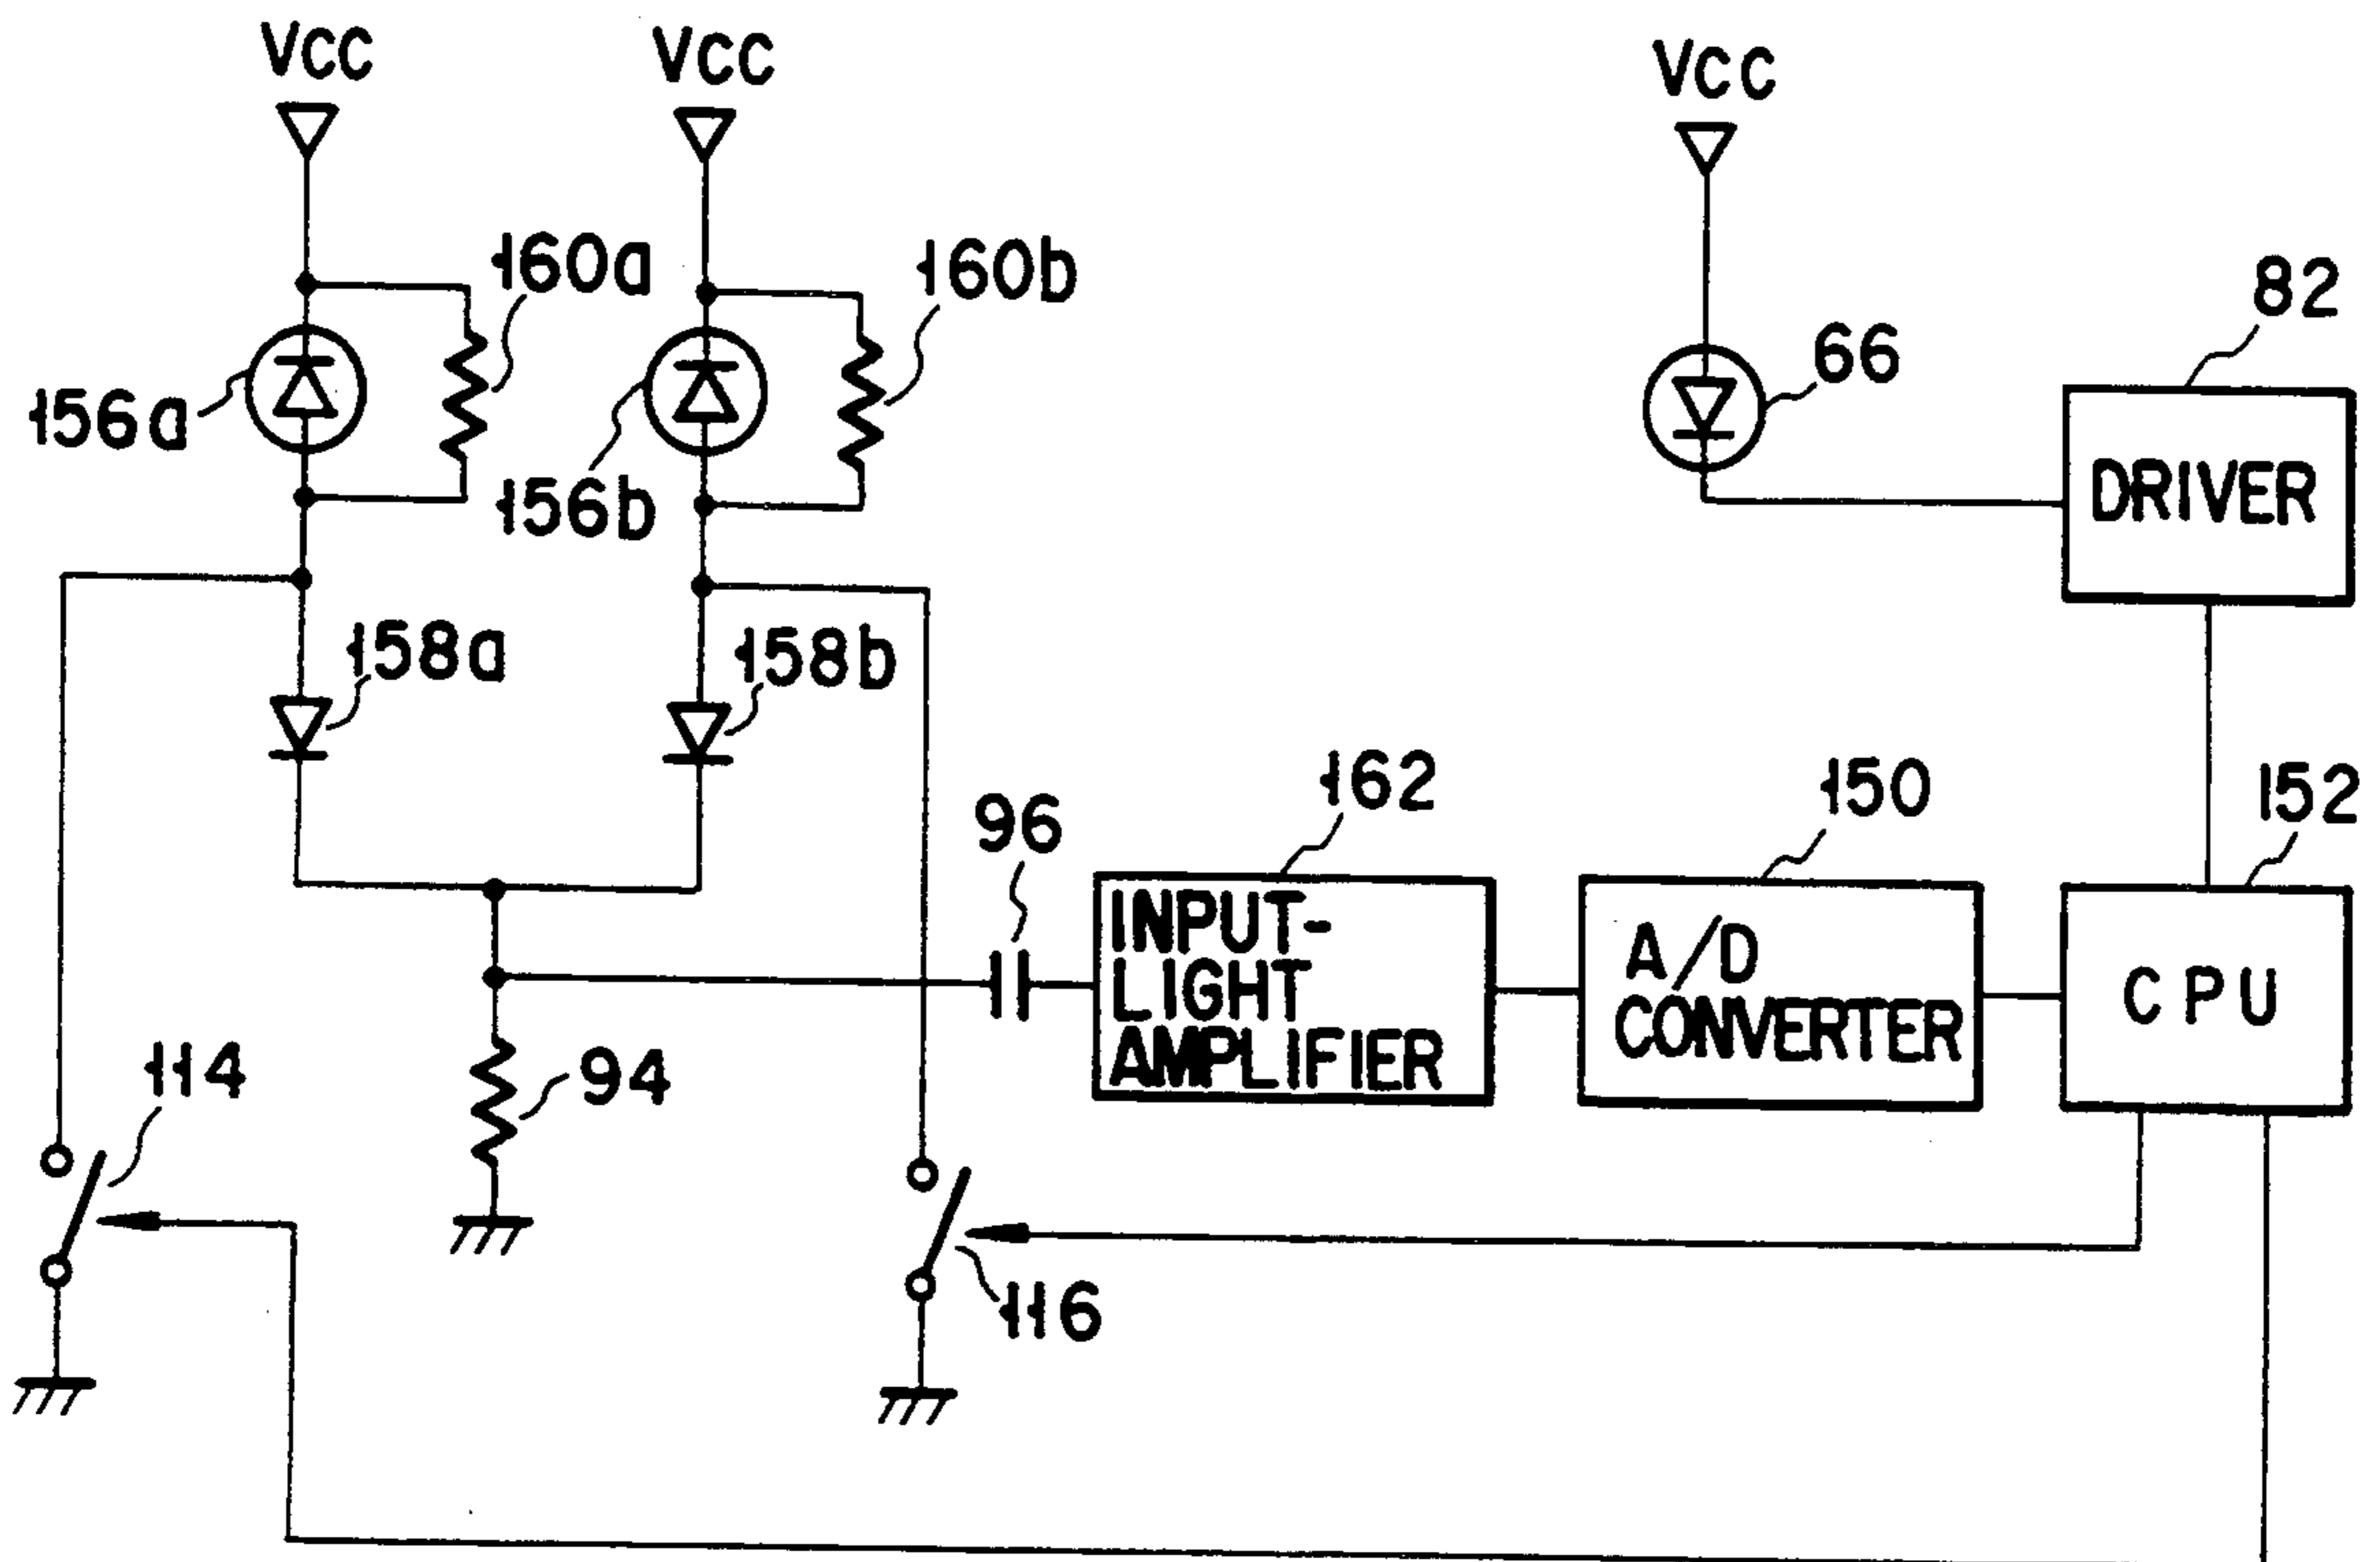 VCC
VCC
VCC
160a
160b
82
66
156a
156b
DRIVER
158a
158b
162
150
152
96
INPUT-
LIGHT
AMPLIFIER
A/D
CONVERTER
CPU
114
94
116